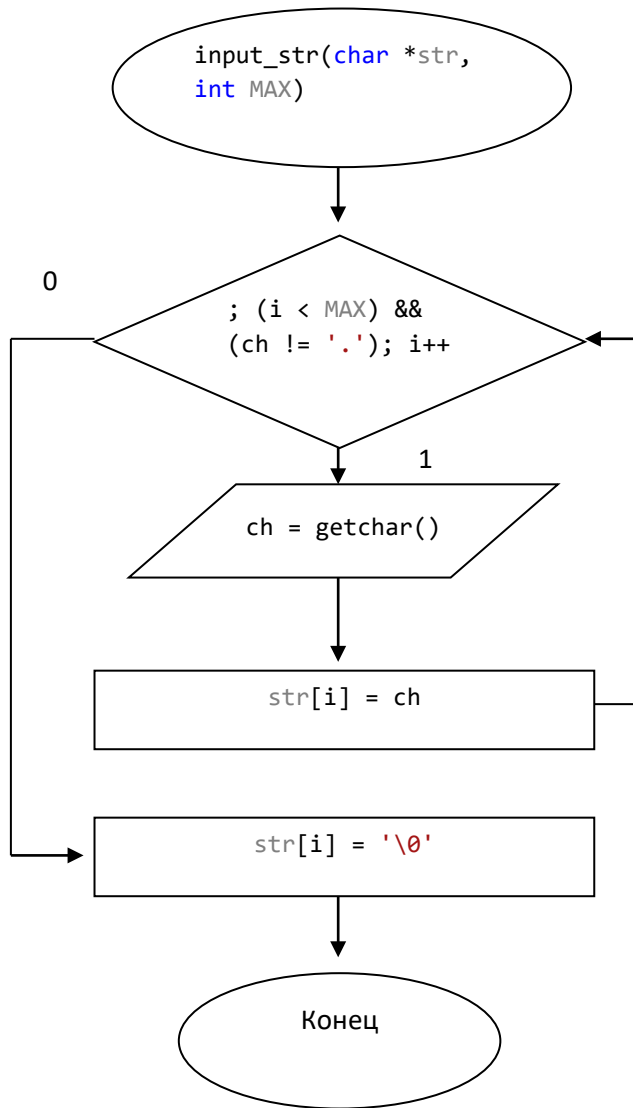 input_str(char *str,
int MAX)
0
; (i < MAX) &&
(ch != '.'); i++
1
ch = getchar()
str[i] = ch
str[i] = '\0'
Конец